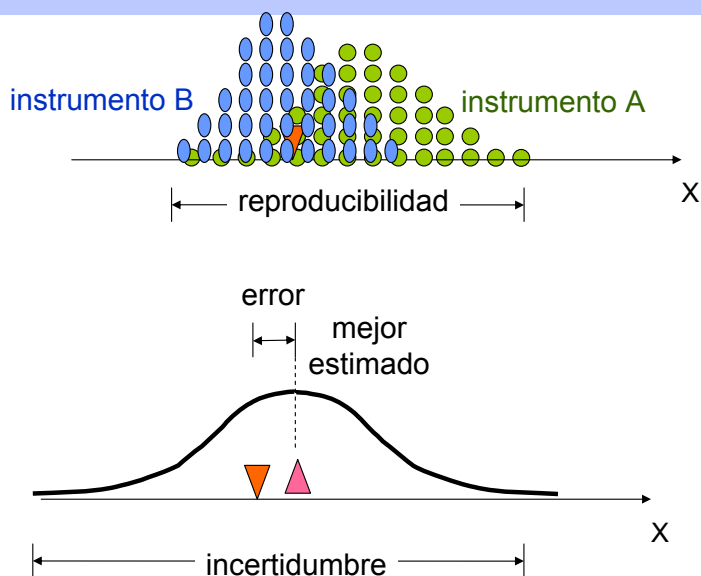 instrumento B
instrumento A
X
reproducibilidad
error
mejor
estimado
X
incertidumbre